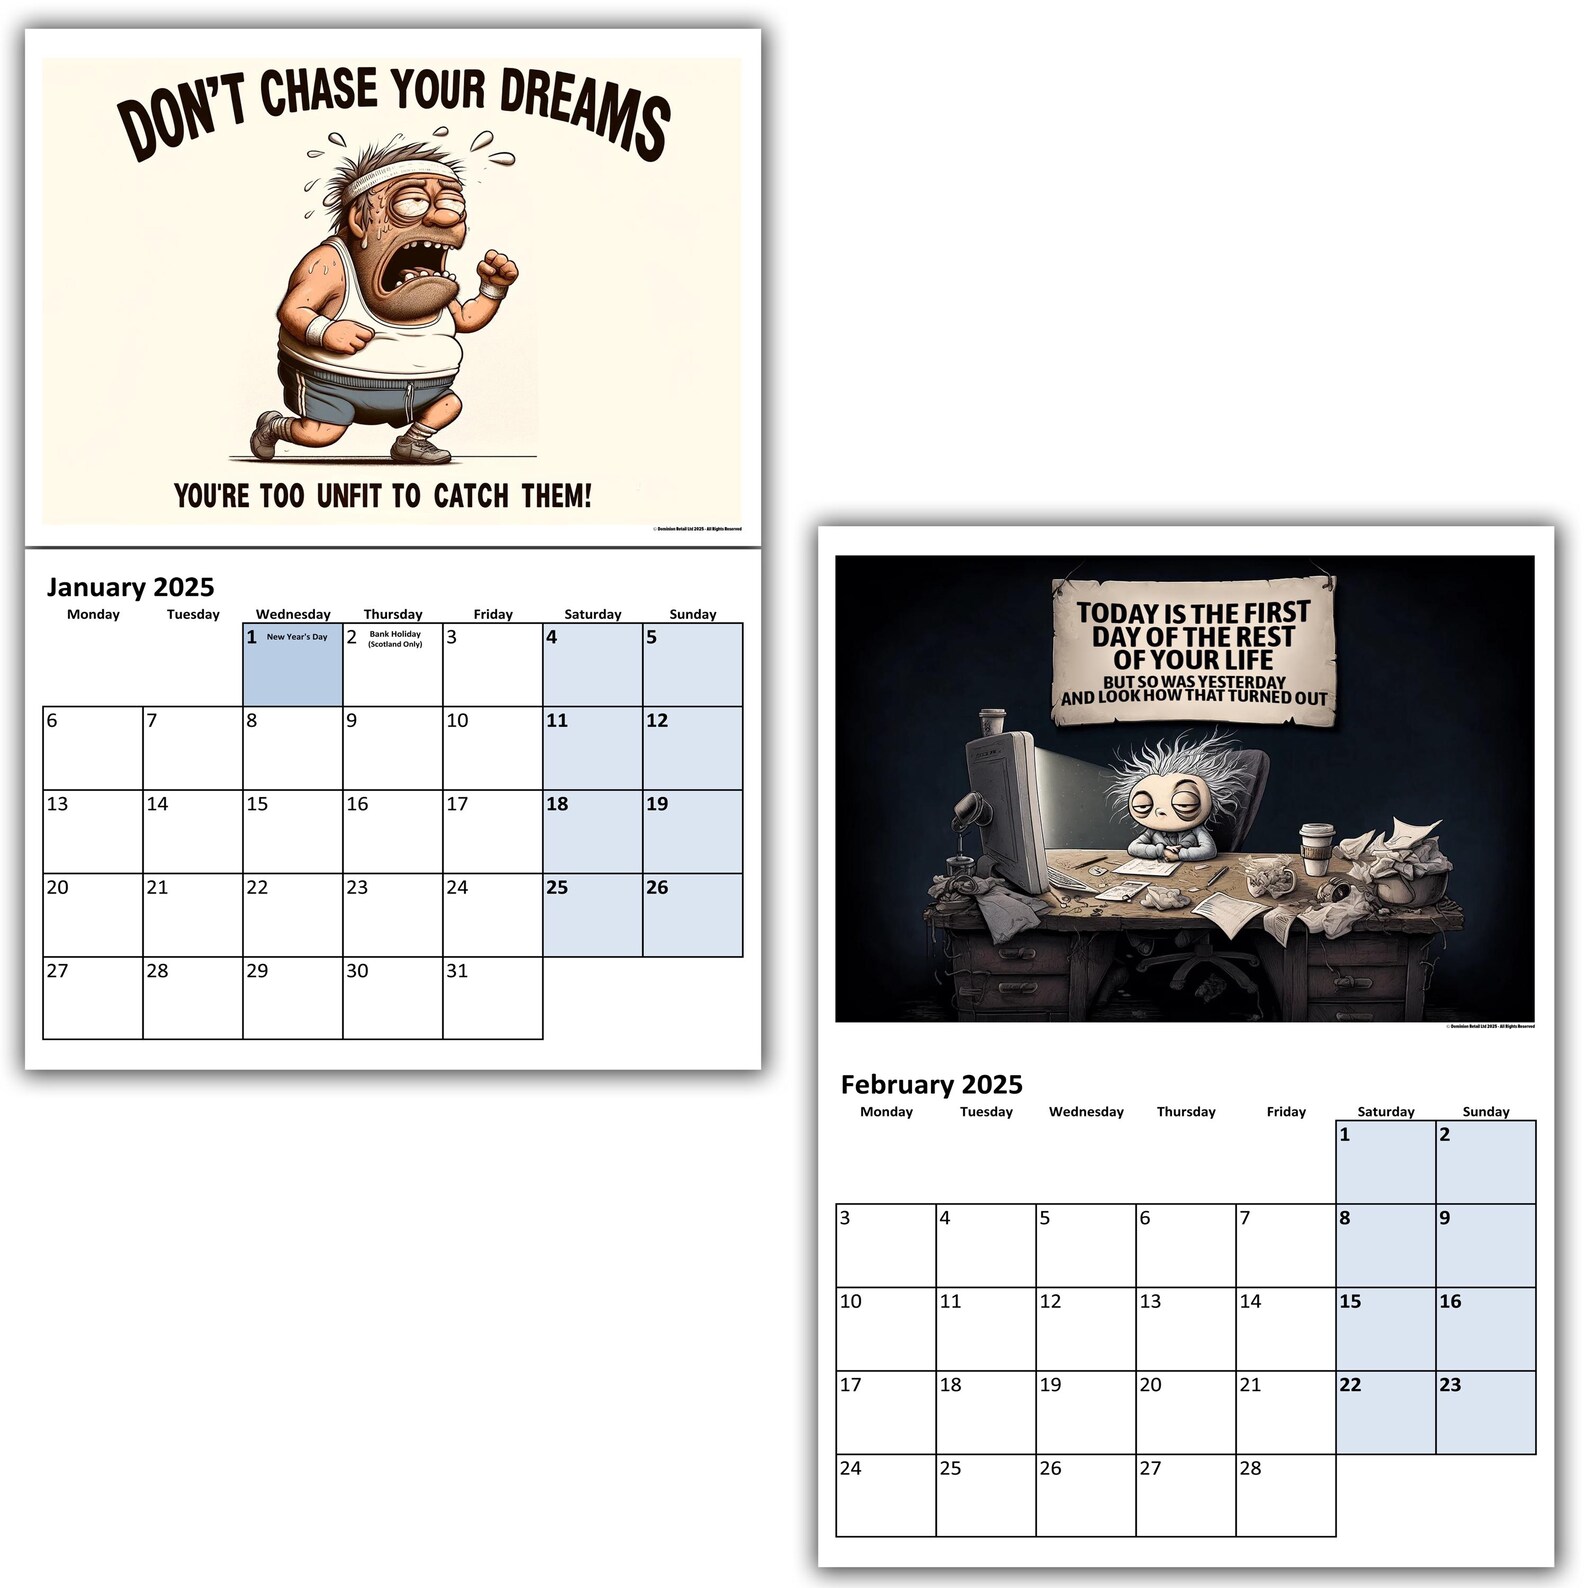 DON'T CHASE YOUR DREAMS
YOU'RE TOO UNFIT TO CATCH THEM!
© Dominion Retail Ltd 2025 - All Rights Reserved
January 2025
Monday Tuesday Wednesday Thursday Friday Saturday Sunday
1 New Year's Day 2 Bank Holiday 3 4 5
(Scotland Only)
6 7 8 9 10 11 12
13 14 15 16 17 18 19
20 21 22 23 24 25 26
27 28 29 30 31
TODAY IS THE FIRST
DAY OF THE REST
OF YOUR LIFE
BUT SO WAS YESTERDAY
AND LOOK HOW THAT TURNED OUT
© Dominion Retail Ltd 2025 - All Rights Reserved
February 2025
Monday Tuesday Wednesday Thursday Friday Saturday Sunday
1 2
3 4 5 6 7 8 9
10 11 12 13 14 15 16
17 18 19 20 21 22 23
24 25 26 27 28